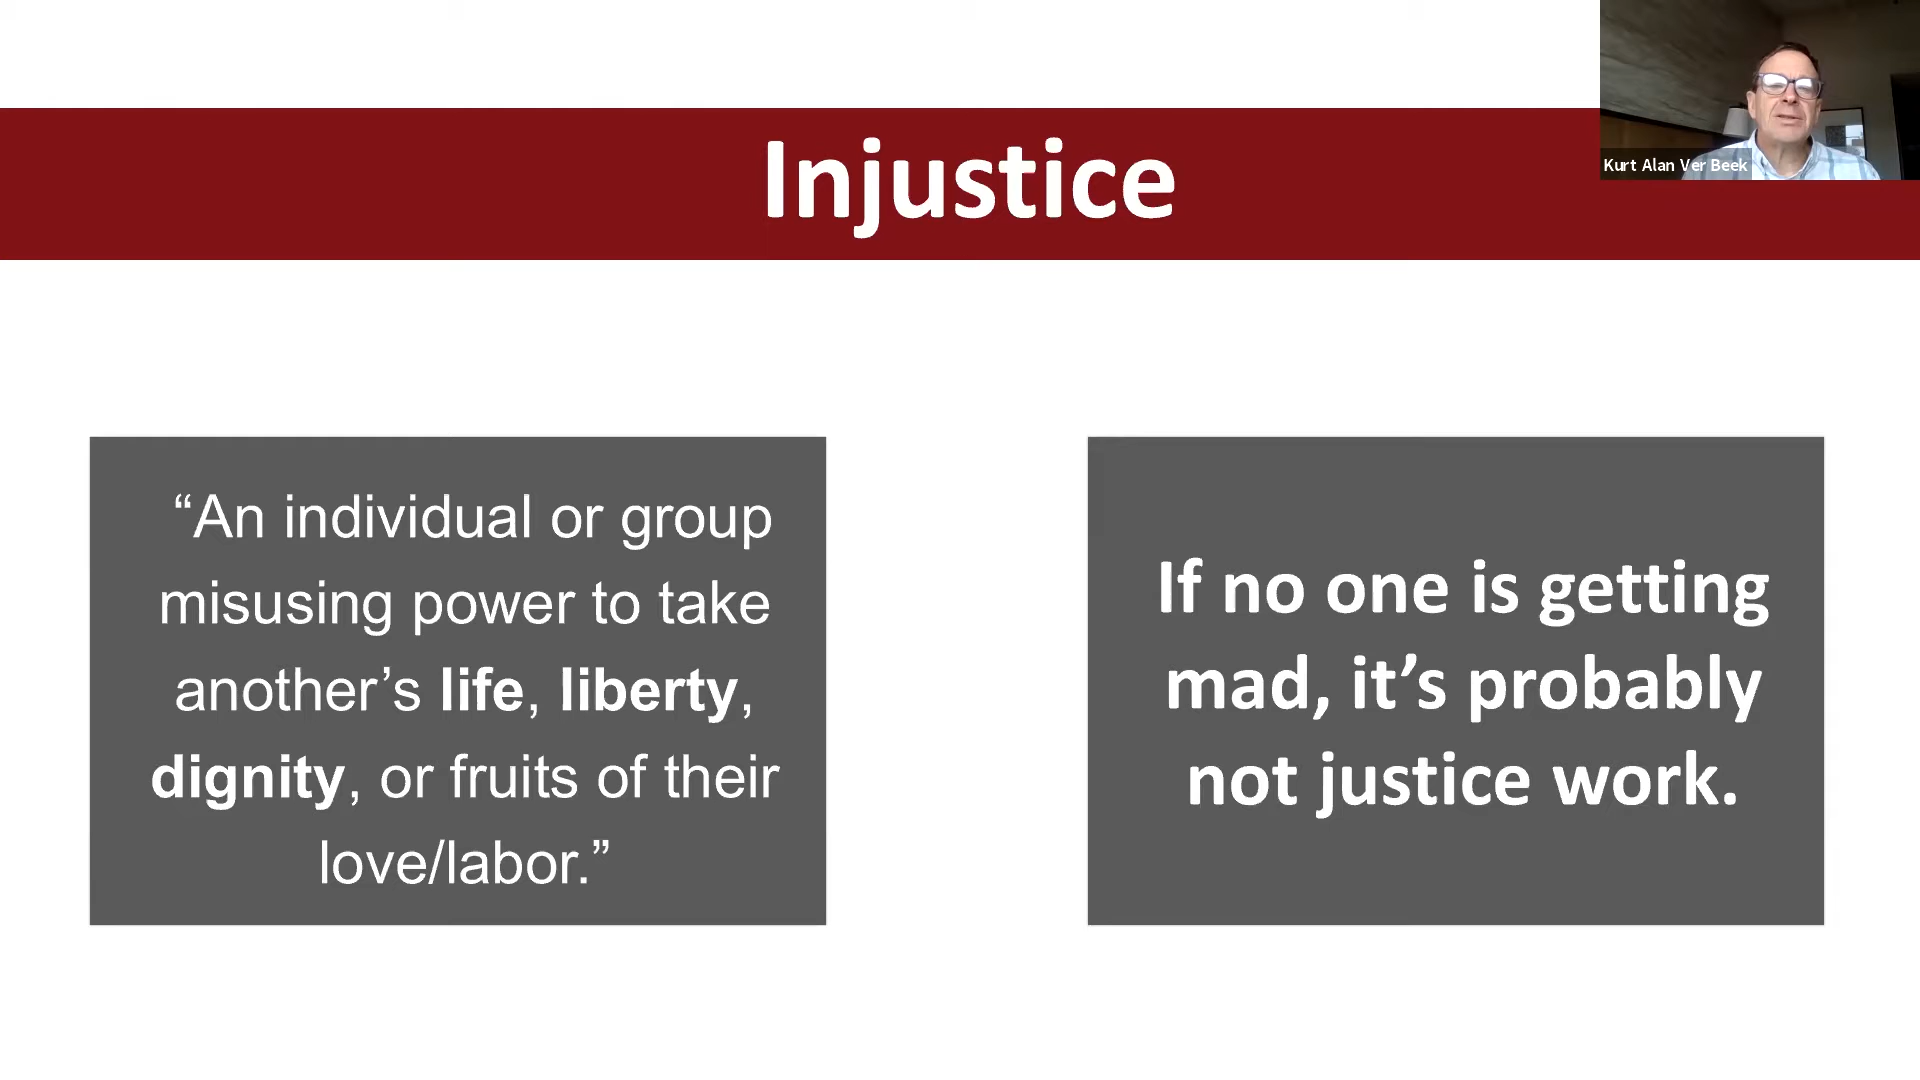 Injustice
Kurt Alan Ver Beek
“An individual or group
misusing power to take
another’s life, liberty,
dignity, or fruits of their
love/labor.”
If no one is getting
mad, it’s probably
not justice work.